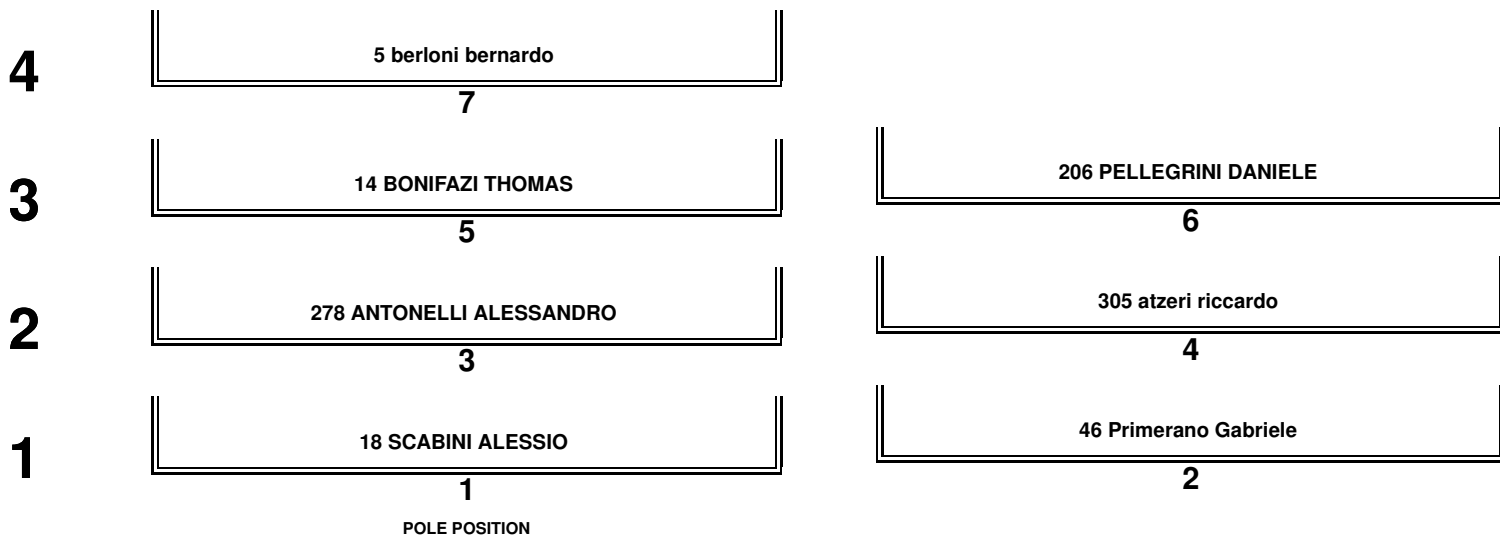 4
5 berloni bernardo
7
3
14 BONIFAZI THOMAS
5
206 PELLEGRINI DANIELE
6
2
278 ANTONELLI ALESSANDRO
3
305 atzeri riccardo
4
1
18 SCABINI ALESSIO
1
46 Primerano Gabriele
2
POLE POSITION